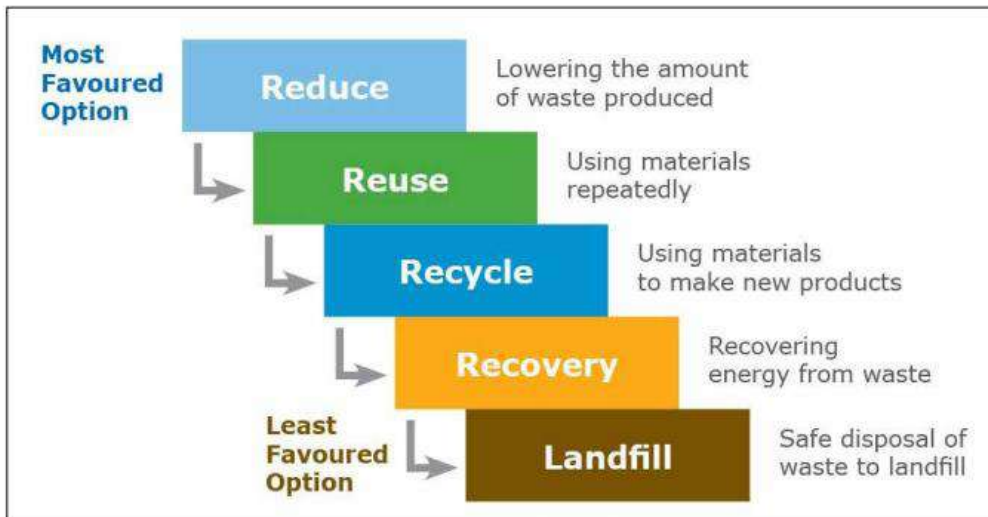 Most
Favoured
Option
Reduce
Lowering the amount
of waste produced
Reuse
Using materials
repeatedly
Recycle
Using materials
to make new products
Recovery
Recovering
energy from waste
Least
Favoured
Option
Landfill
Safe disposal of
waste to landfill